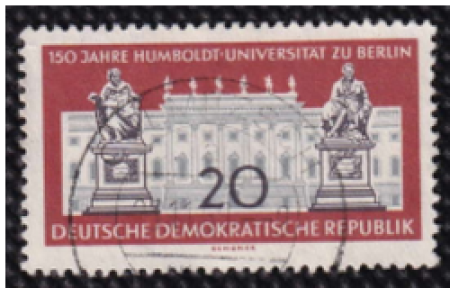 150 JAHRE HUMBOLDT-UNIVERSITÄT ZU BERLIN
20
DEUTSCHE DEMOKRATISCHE REPUBLIK